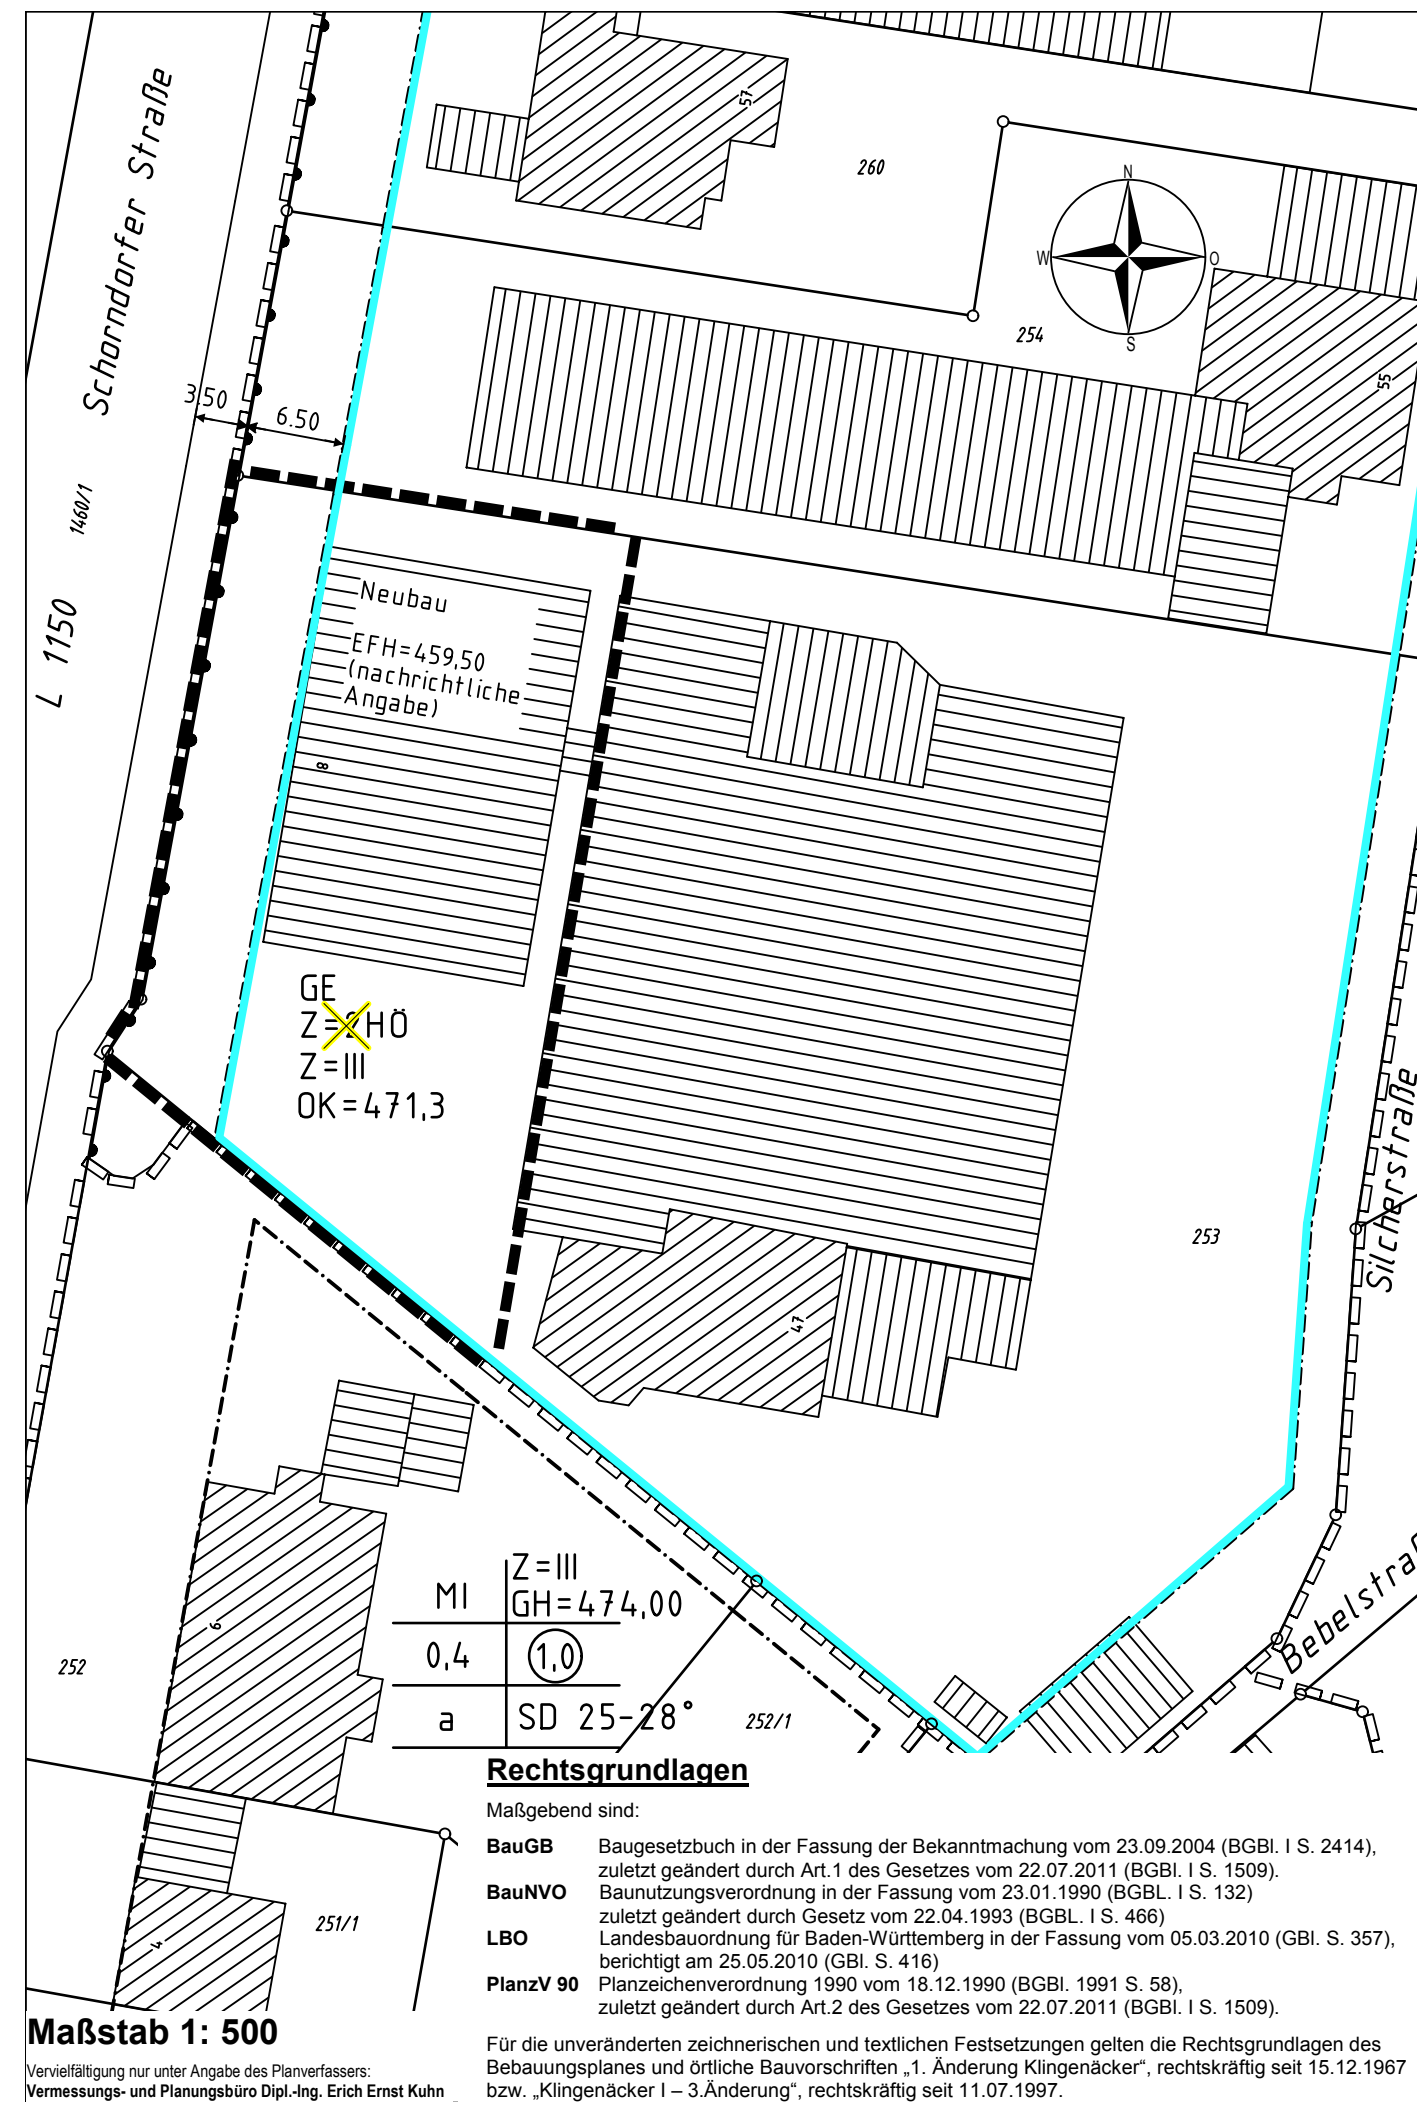 Schorndorfer Straße
57
260
N
W
O
S
254
55
3.50
6.50
1460/1
L 1150
Neubau
EFH=459,50
(nachrichtliche
Angabe)
8
GE
Z=2HÖ
Z=III
OK=471,3
Silcherstraße
253
47
Bebelstraß
MI
Z=III
GH=474,00
0,4
1,0
a
SD 25-28°
6
252
252/1
251/1
4
Rechtsgrundlagen
Maßgebend sind:
BauGB Baugesetzbuch in der Fassung der Bekanntmachung vom 23.09.2004 (BGBl. I S. 2414),
zuletzt geändert durch Art.1 des Gesetzes vom 22.07.2011 (BGBl. I S. 1509).
BauNVO Baunutzungsverordnung in der Fassung vom 23.01.1990 (BGBL. I S. 132)
zuletzt geändert durch Gesetz vom 22.04.1993 (BGBL. I S. 466)
LBO Landesbauordnung für Baden-Württemberg in der Fassung vom 05.03.2010 (GBl. S. 357),
berichtigt am 25.05.2010 (GBl. S. 416)
PlanzV 90 Planzeichenverordnung 1990 vom 18.12.1990 (BGBl. 1991 S. 58),
zuletzt geändert durch Art.2 des Gesetzes vom 22.07.2011 (BGBl. I S. 1509).
Für die unveränderten zeichnerischen und textlichen Festsetzungen gelten die Rechtsgrundlagen des
Bebauungsplanes und örtliche Bauvorschriften „1. Änderung Klingenäcker“, rechtskräftig seit 15.12.1967
bzw. „Klingenäcker I – 3.Änderung“, rechtskräftig seit 11.07.1997.
Maßstab 1: 500
Vervielfältigung nur unter Angabe des Planverfassers:
Vermessungs- und Planungsbüro Dipl.-Ing. Erich Ernst Kuhn